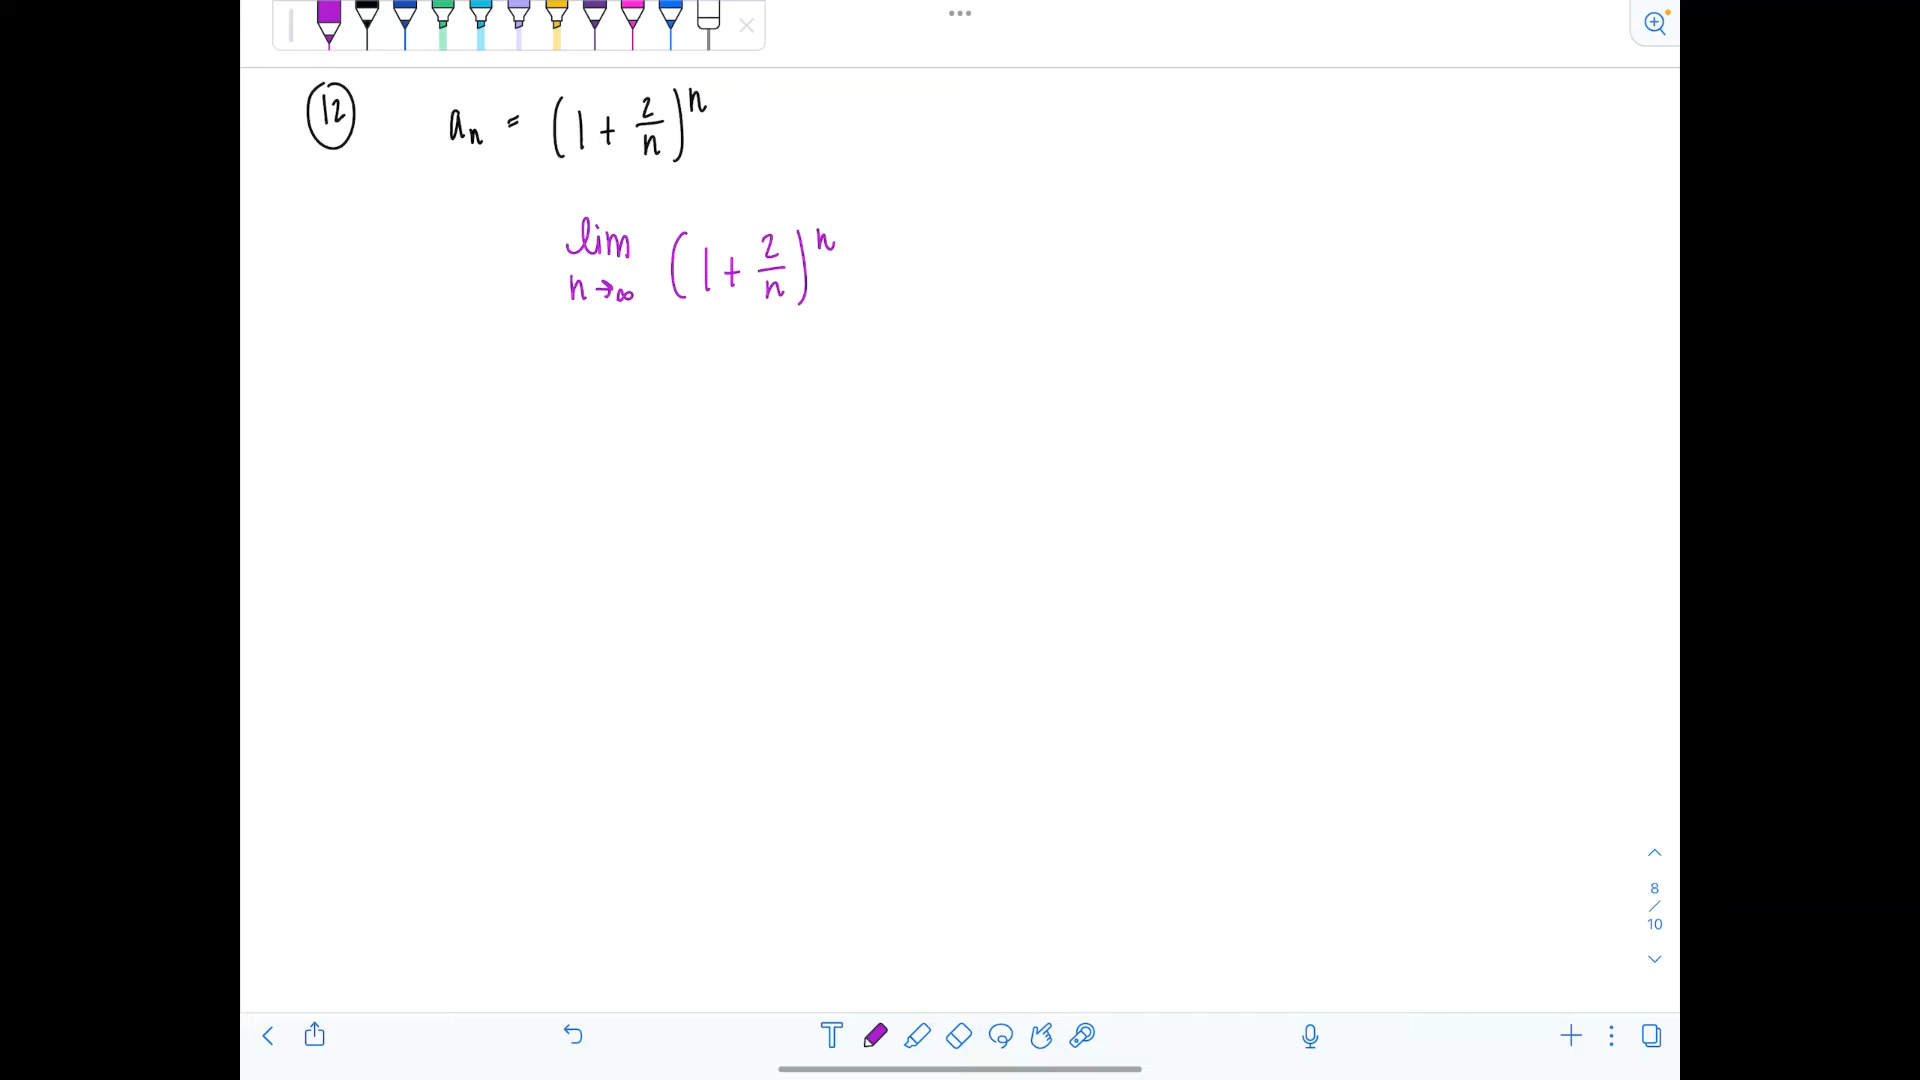 (12) aₙ = (1 + 2/n)ⁿ
lim n→∞ (1 + 2/n)ⁿ
8
/
10
T